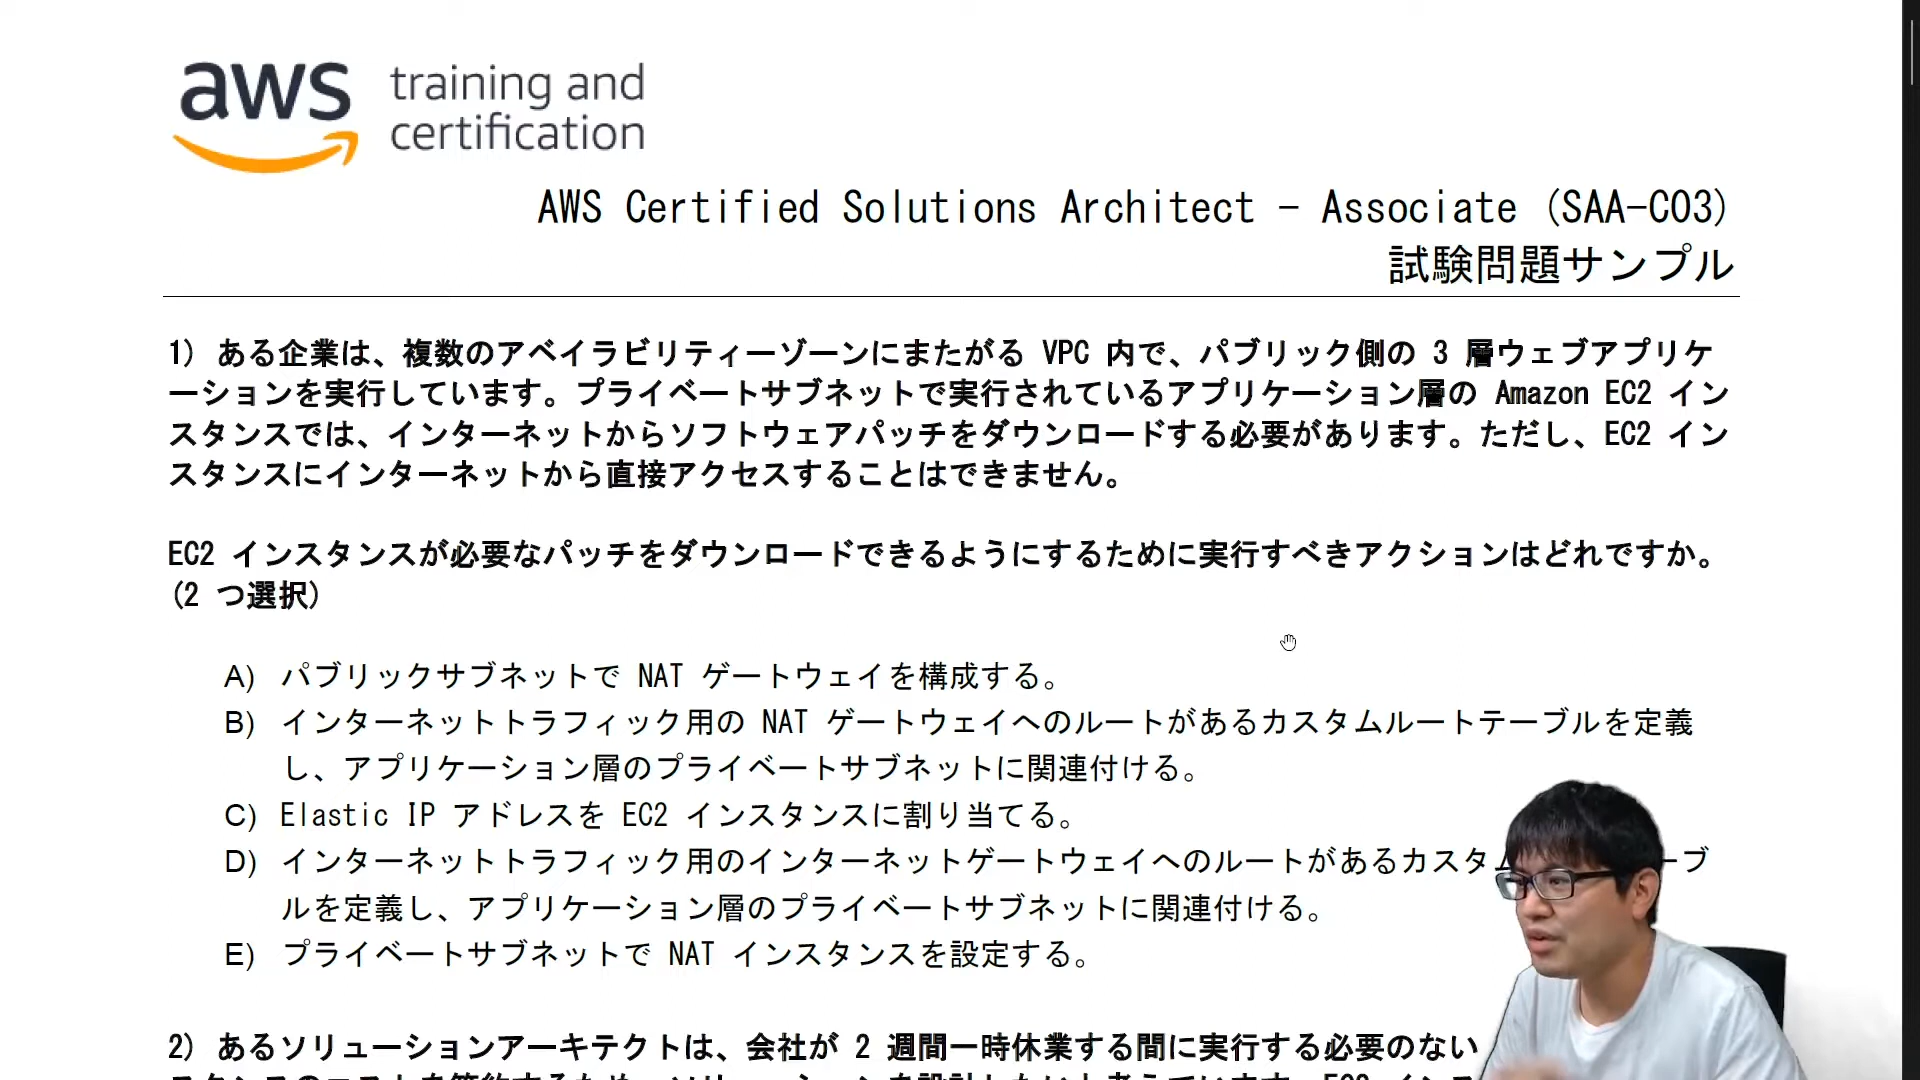 aws training and
certification
AWS Certified Solutions Architect - Associate (SAA-C03)
試験問題サンプル
1) ある企業は、複数のアベイラビリティーゾーンにまたがる VPC 内で、パブリック側の 3 層ウェブアプリケ
ーションを実行しています。プライベートサブネットで実行されているアプリケーション層の Amazon EC2 イン
スタンスでは、インターネットからソフトウェアパッチをダウンロードする必要があります。ただし、EC2 イン
スタンスにインターネットから直接アクセスすることはできません。
EC2 インスタンスが必要なパッチをダウンロードできるようにするために実行すべきアクションはどれですか。
(2 つ選択)
A) パブリックサブネットで NAT ゲートウェイを構成する。
B) インターネットトラフィック用の NAT ゲートウェイへのルートがあるカスタムルートテーブルを定義
し、アプリケーション層のプライベートサブネットに関連付ける。
C) Elastic IP アドレスを EC2 インスタンスに割り当てる。
D) インターネットトラフィック用のインターネットゲートウェイへのルートがあるカスタム ーブ
ルを定義し、アプリケーション層のプライベートサブネットに関連付ける。
E) プライベートサブネットで NAT インスタンスを設定する。
2) あるソリューションアーキテクトは、会社が 2 週間一時休業する間に実行する必要のない